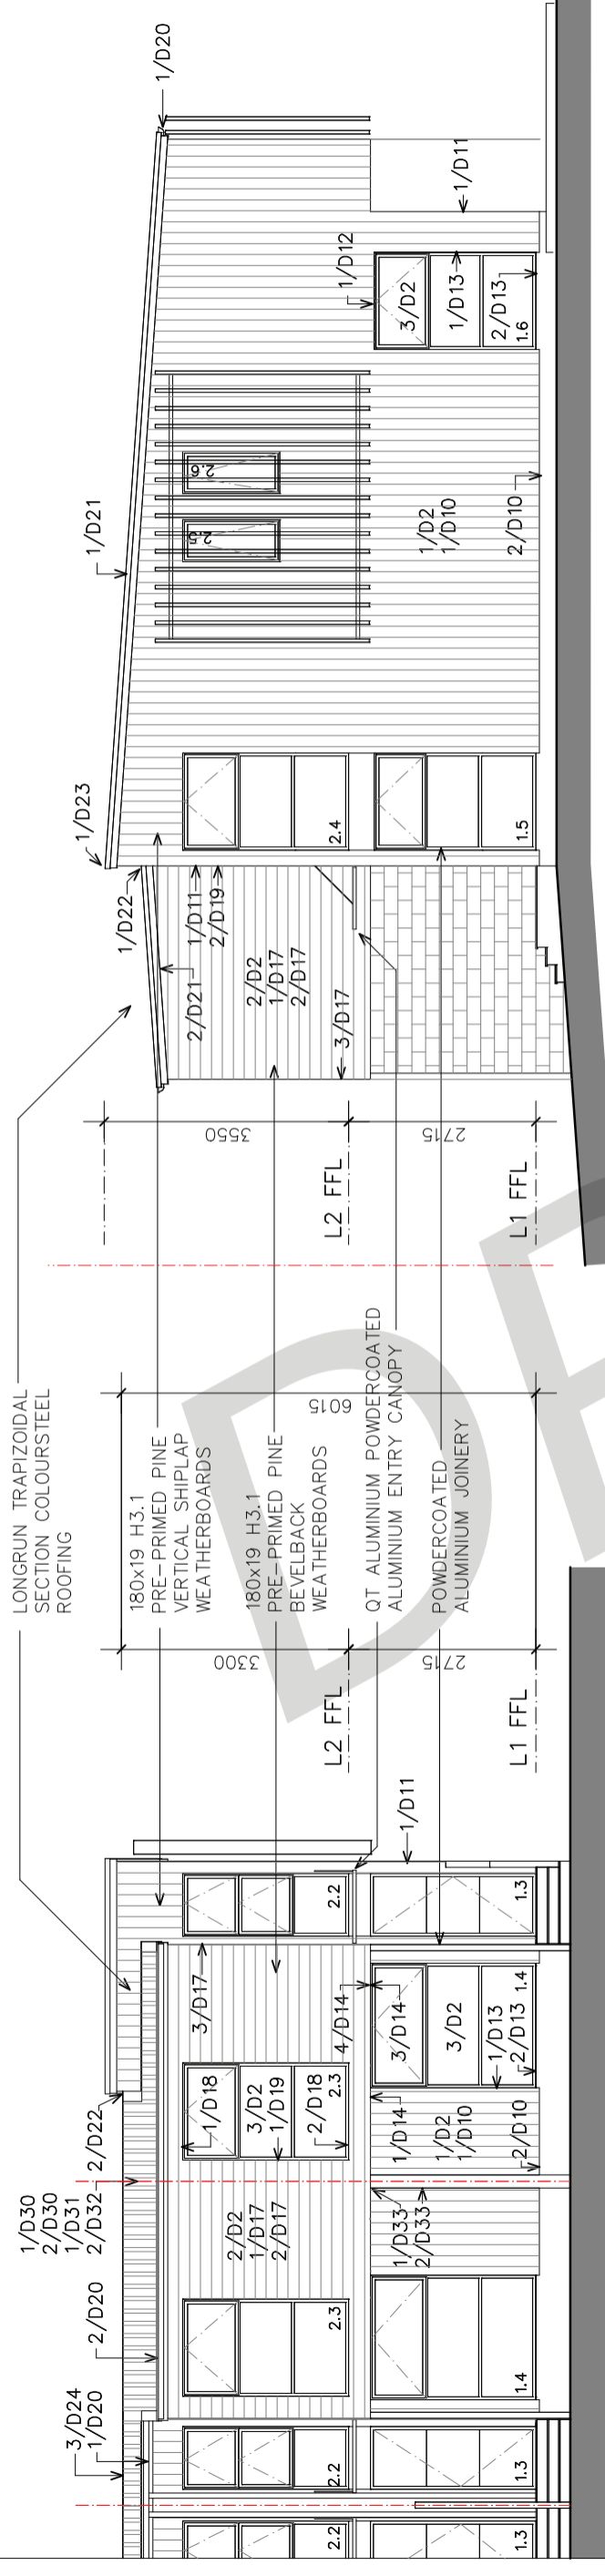 1/D30
2/D30
1/D31
2/D32
3/D24
1/D20
2/D20
2/D22
LONGRUN TRAPIZOIDAL
SECTION COLOURSTEEL
ROOFING
180x19 H3.1
PRE-PRIMED PINE
VERTICAL SHIPLAP
WEATHERBOARDS
180x19 H3.1
PRE-PRIMED PINE
BEVELBACK
WEATHERBOARDS
QT ALUMINIUM POWDERCOATED
ALUMINIUM ENTRY CANOPY
POWDERCOATED
ALUMINIUM JOINERY
3/D17
1/D18
3/D2
1/D19
2/D18
2.3
2/D2
1/D17
2/D17
2.3
2.2
2.2
2.2
4/D14
3/D14
3/D2
1/D13
2/D13
1.4
1/D14
1/D2
1/D10
2/D10
1/D33
2/D33
1.4
1.3
1.3
1.3
1/D11
3300
2715
L2 FFL
L1 FFL
6015
3550
2715
L2 FFL
L1 FFL
1/D23
1/D22
1/D21
1/D20
2/D21
1/D11
2/D19
2/D2
1/D17
2/D17
3/D17
2.4
1.5
2.5
2.6
1/D2
1/D10
2/D10
1/D12
3/D2
1/D13
2/D13
1.6
1/D11